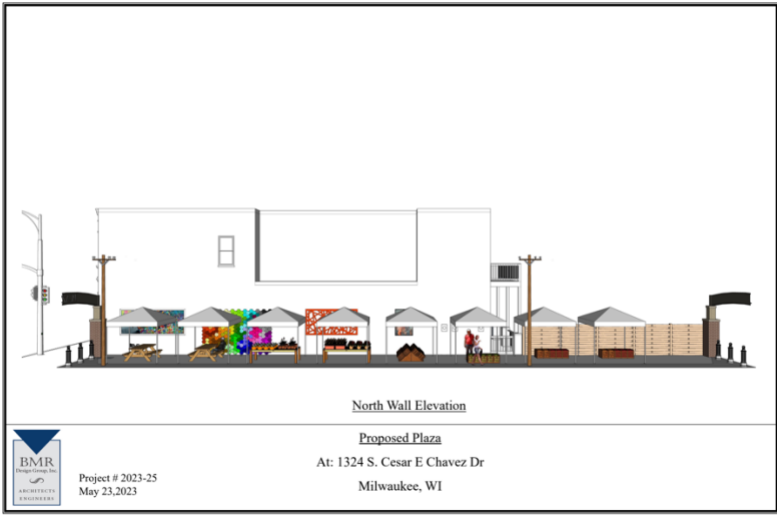 North Wall Elevation
Proposed Plaza
At: 1324 S. Cesar E Chavez Dr
Milwaukee, WI
BMR
Design Group, Inc.
ARCHITECTS
ENGINEERS
Project # 2023-25
May 23,2023